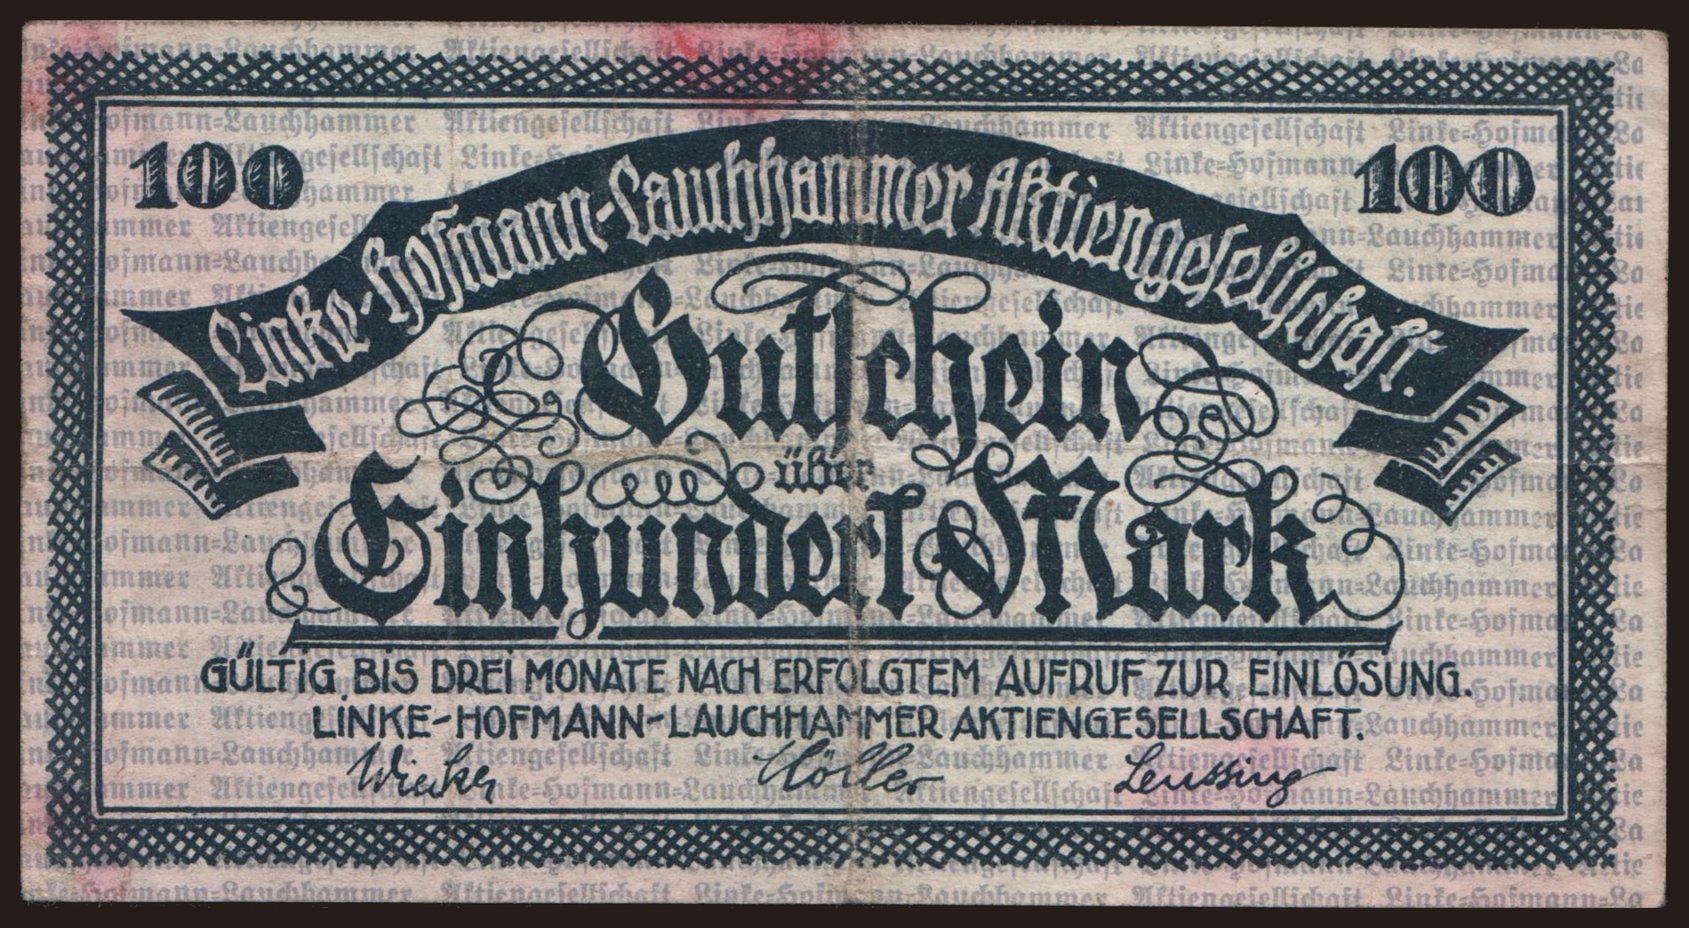 100 100
Linke-Hofmann-Lauchhammer Aktiengesellschaft.
Gutschein
über
Einhundert Mark
GÜLTIG BIS DREI MONATE NACH ERFOLGTEM AUFRUF ZUR EINLÖSUNG.
LINKE-HOFMANN-LAUCHHAMMER AKTIENGESELLSCHAFT.